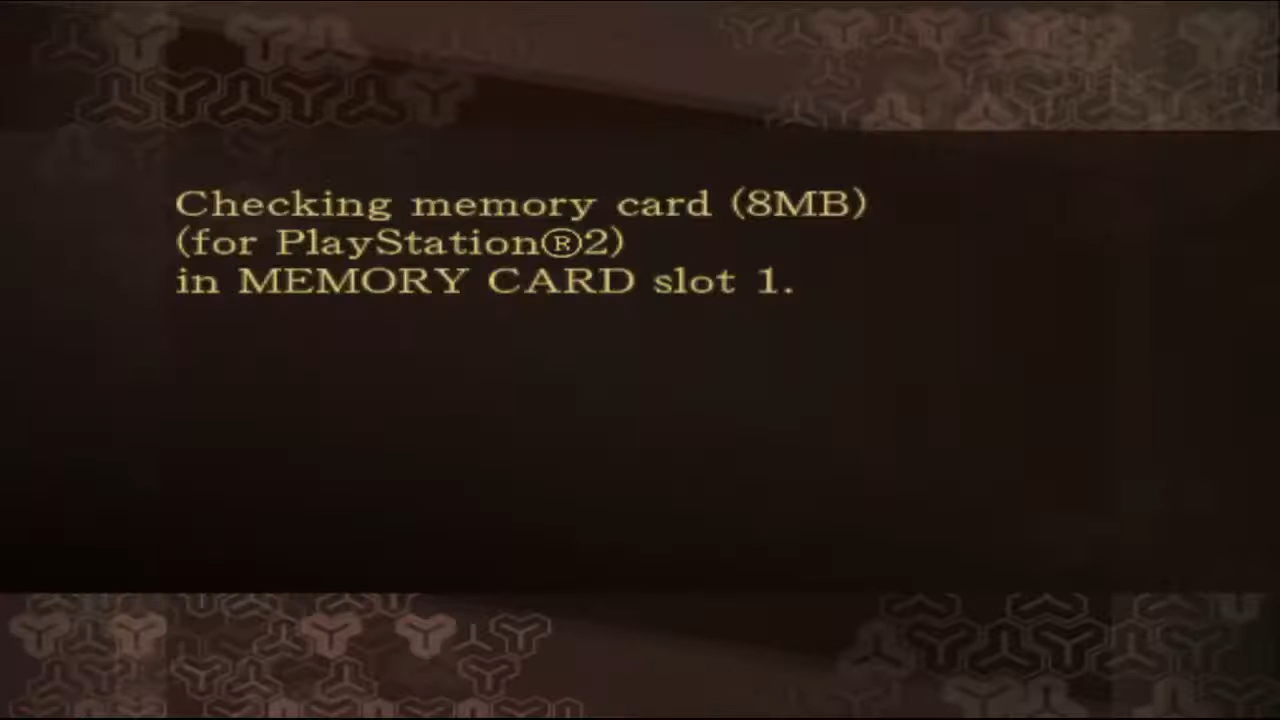 Checking memory card (8MB)
(for PlayStation®2)
in MEMORY CARD slot 1.